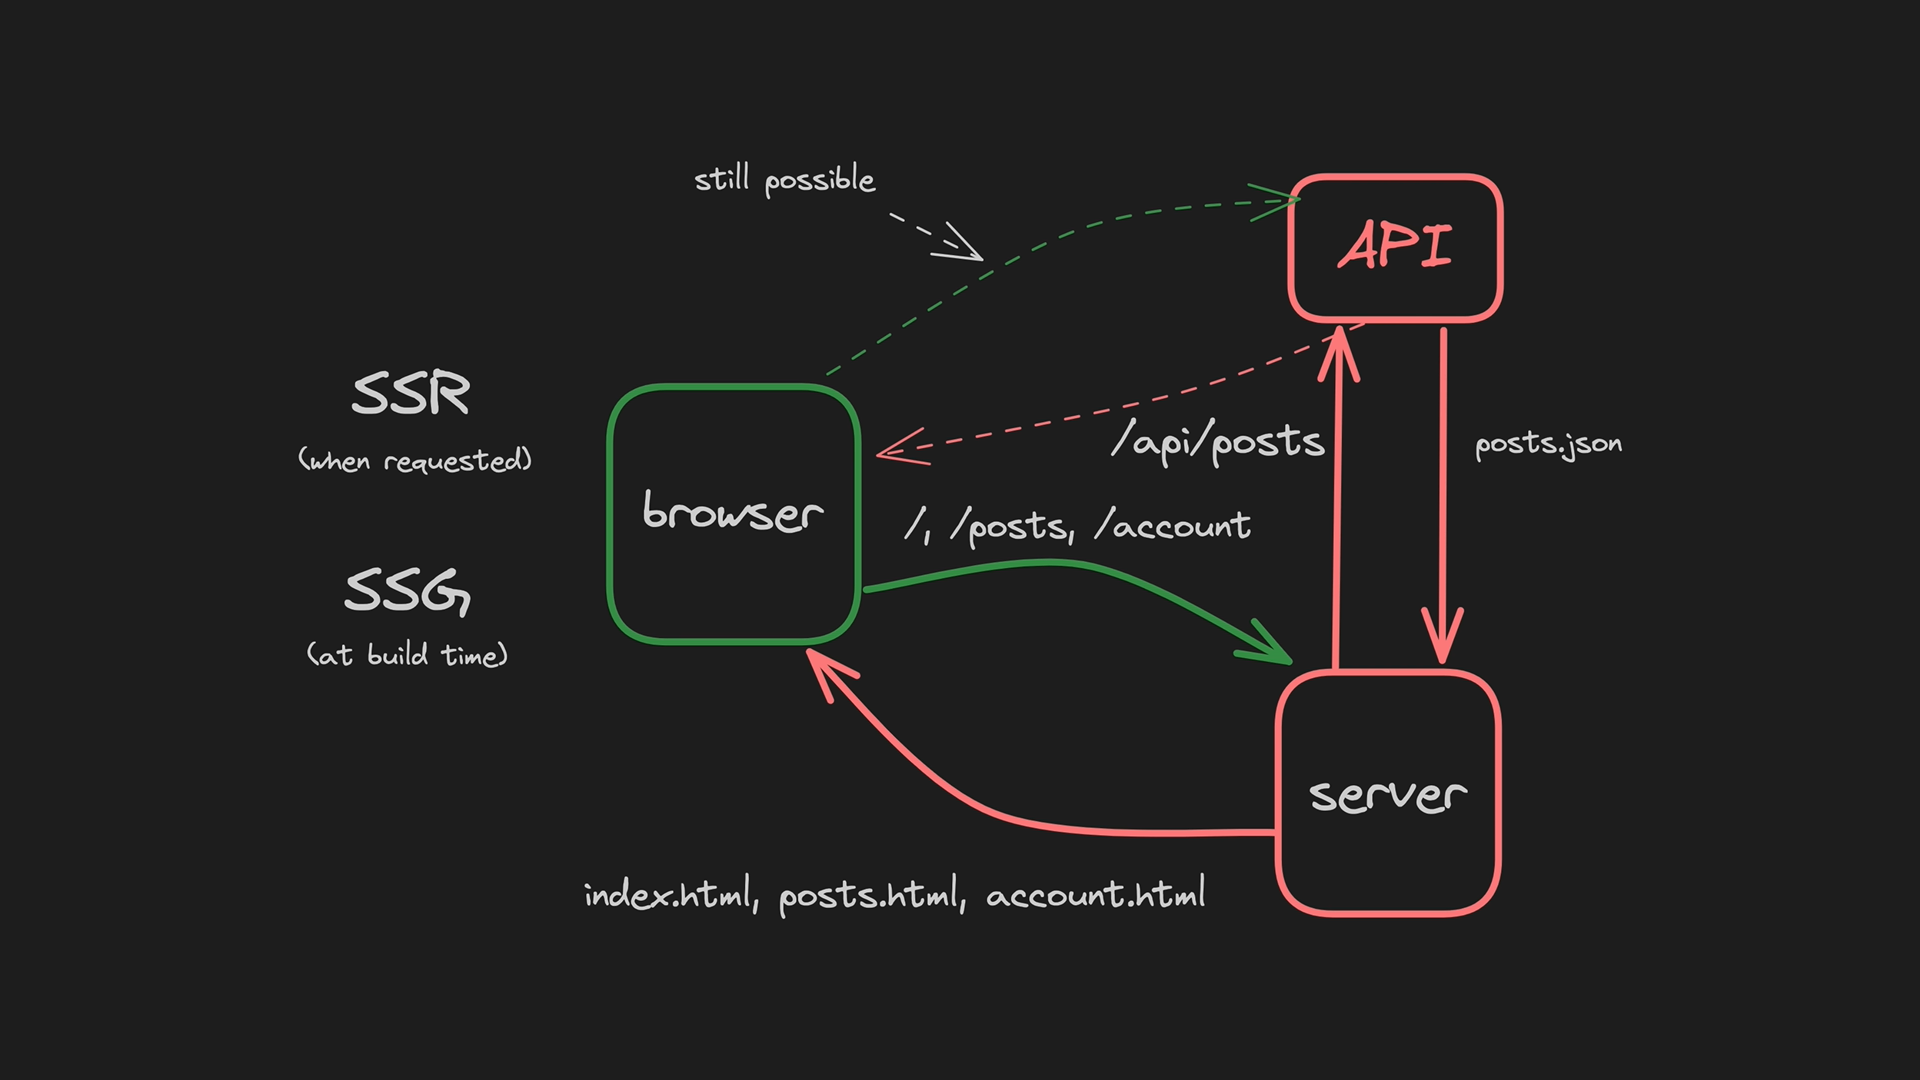 still possible
API
SSR
(when requested)
/api/posts
posts.json
browser
/, /posts, /account
SSG
(at build time)
server
index.html, posts.html, account.html